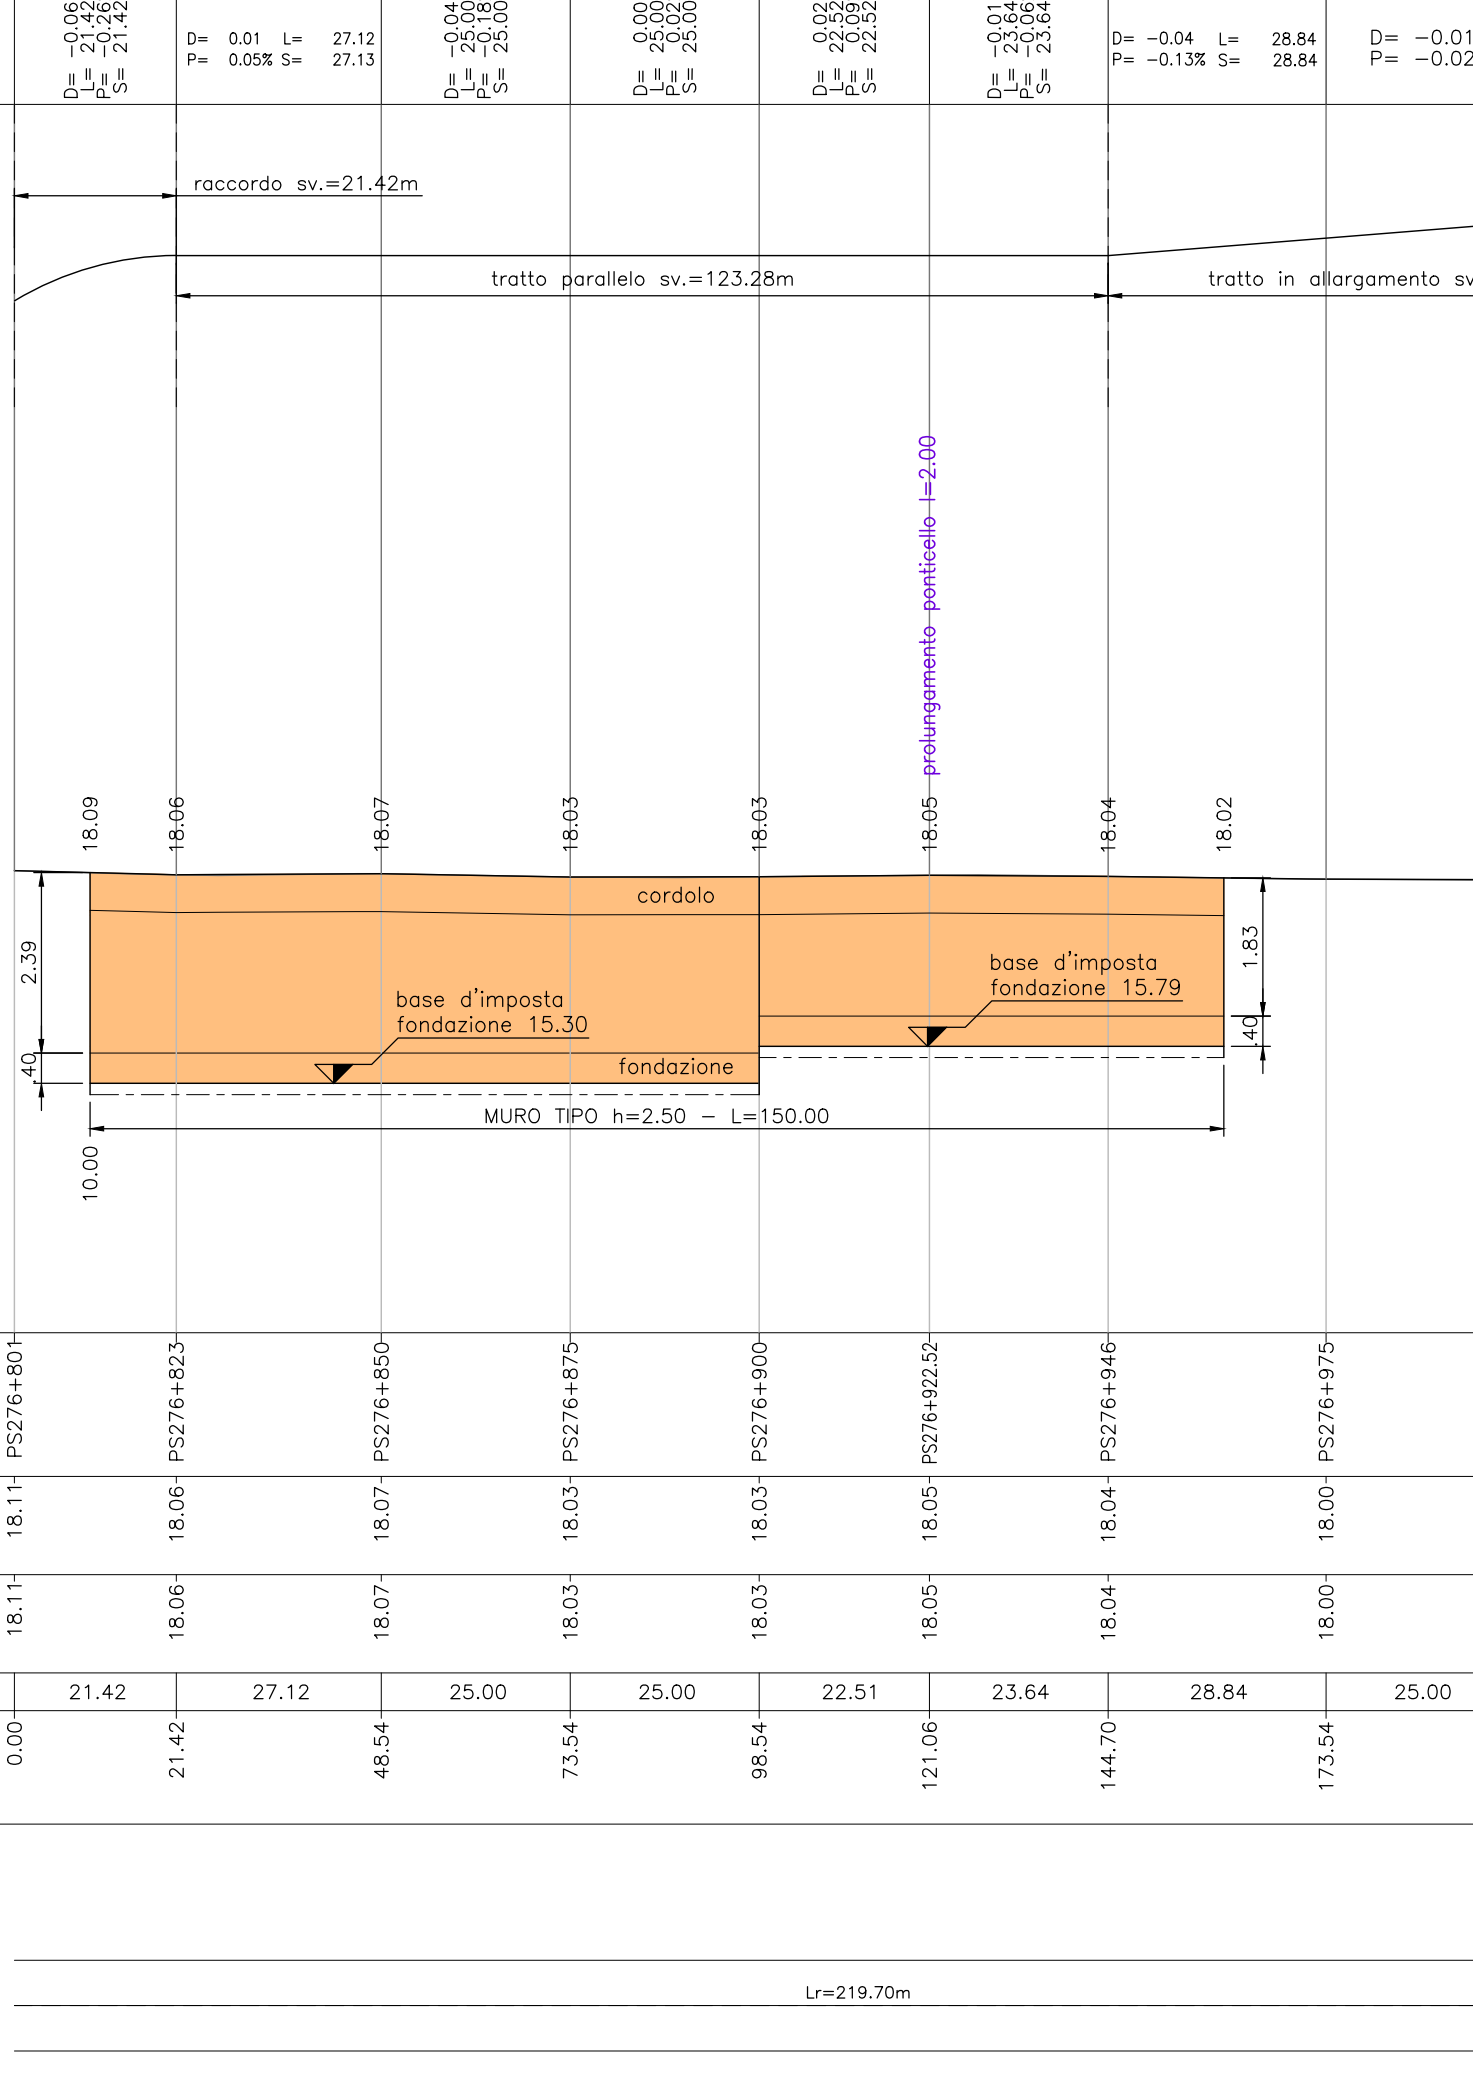 D= -0.06
L= 21.42
P= -0.26
S= 21.42
D= 0.01 L= 27.12
P= 0.05% S= 27.13
D= -0.04
L= 25.00
P= -0.18
S= 25.00
D= 0.00
L= 25.00
P= 0.02
S= 25.00
D= 0.02
L= 22.52
P= 0.09
S= 22.52
D= -0.01
L= 23.64
P= -0.06
S= 23.64
D= -0.04 L= 28.84
P= -0.13% S= 28.84
D= -0.01
P= -0.02
raccordo sv.=21.42m
tratto parallelo sv.=123.28m
tratto in allargamento sv
prolungamento ponticello l=2.00
18.09
18.06
18.07
18.03
18.03
18.05
18.04
18.02
cordolo
2.39
1.83
base d'imposta
fondazione 15.79
base d'imposta
fondazione 15.30
.40
.40
fondazione
MURO TIPO h=2.50 - L=150.00
10.00
PS276+801
PS276+823
PS276+850
PS276+875
PS276+900
PS276+922.52
PS276+946
PS276+975
18.11
18.06
18.07
18.03
18.03
18.05
18.04
18.00
18.11
18.06
18.07
18.03
18.03
18.05
18.04
18.00
21.42
27.12
25.00
25.00
22.51
23.64
28.84
25.00
0.00
21.42
48.54
73.54
98.54
121.06
144.70
173.54
Lr=219.70m